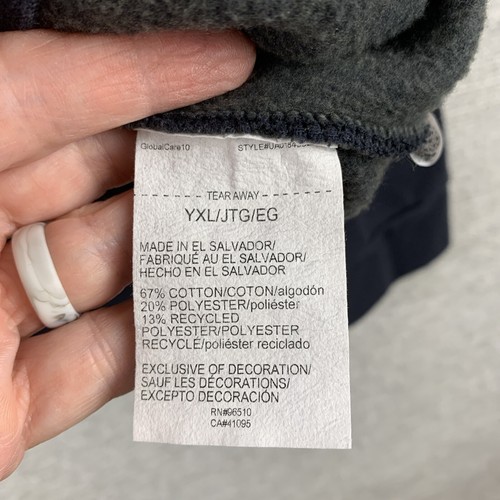 GlobalCare10
TEAR AWAY
YXL/JTG/EG
MADE IN EL SALVADOR/
FABRIQUÉ AU EL SALVADOR/
HECHO EN EL SALVADOR
67% COTTON/COTON/algodón
20% POLYESTER/poliéster
13% RECYCLED
POLYESTER/POLYESTER
RECYCLÉ/poliéster reciclado
EXCLUSIVE OF DECORATION/
SAUF LES DÉCORATIONS/
EXCEPTO DECORACIÓN
RN#96510
CA#41095